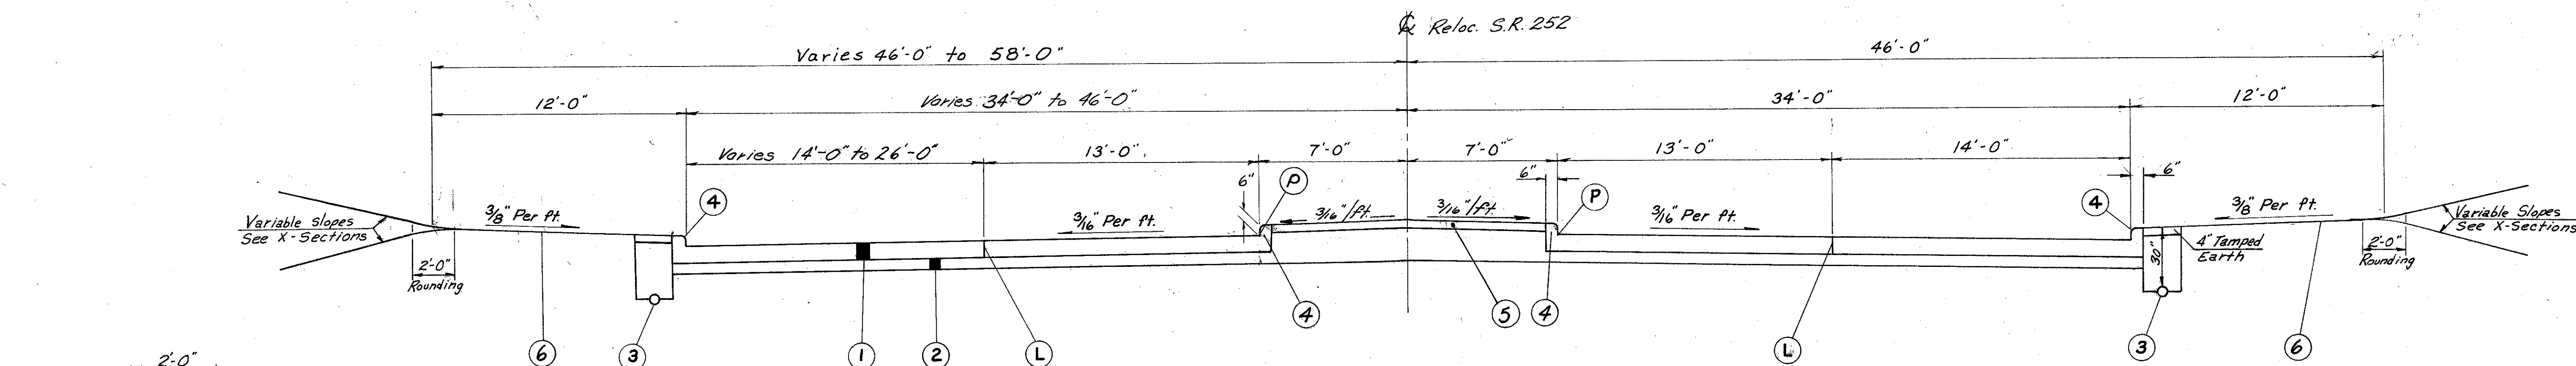 ℄ Reloc. S.R. 252
Varies 46'-0" to 58'-0"
46'-0"
12'-0"
Varies 34'-0" to 46'-0"
34'-0"
12'-0"
Varies 14'-0" to 26'-0"
13'-0"
7'-0"
7'-0"
13'-0"
14'-0"
6"
6"
6"
P
P
4
4
Variable Slopes
See X-Sections
3/8" Per ft.
3/16" Per ft.
3/16"/ft.
3/16"/ft.
3/16" Per ft.
3/8" Per ft.
Variable Slopes
See X-Sections
2'-0"
Rounding
30"
4" Tamped
Earth
2'-0"
Rounding
4
5
4
6
3
1
2
L
L
3
6
2'-0"